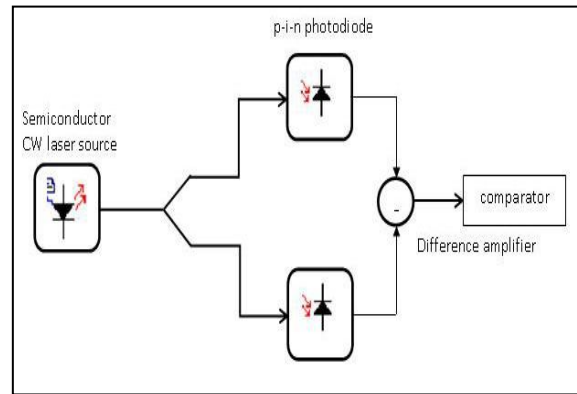 p-i-n photodiode
Semiconductor
CW laser source
-
comparator
Difference amplifier